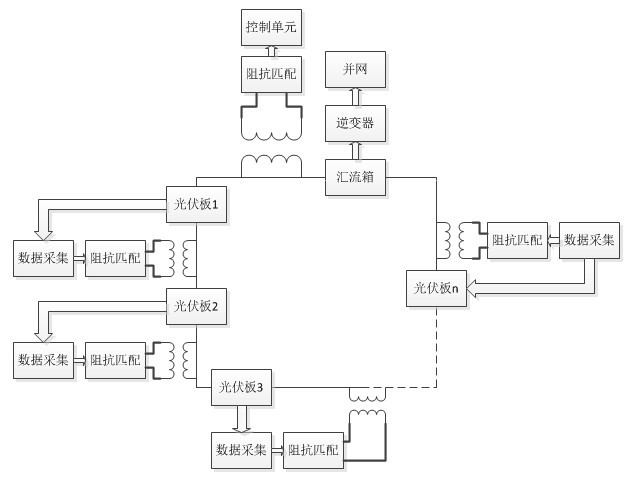 控制单元
阻抗匹配
并网
逆变器
汇流箱
光伏板1
数据采集
阻抗匹配
光伏板2
数据采集
阻抗匹配
光伏板3
数据采集
阻抗匹配
阻抗匹配
数据采集
光伏板n